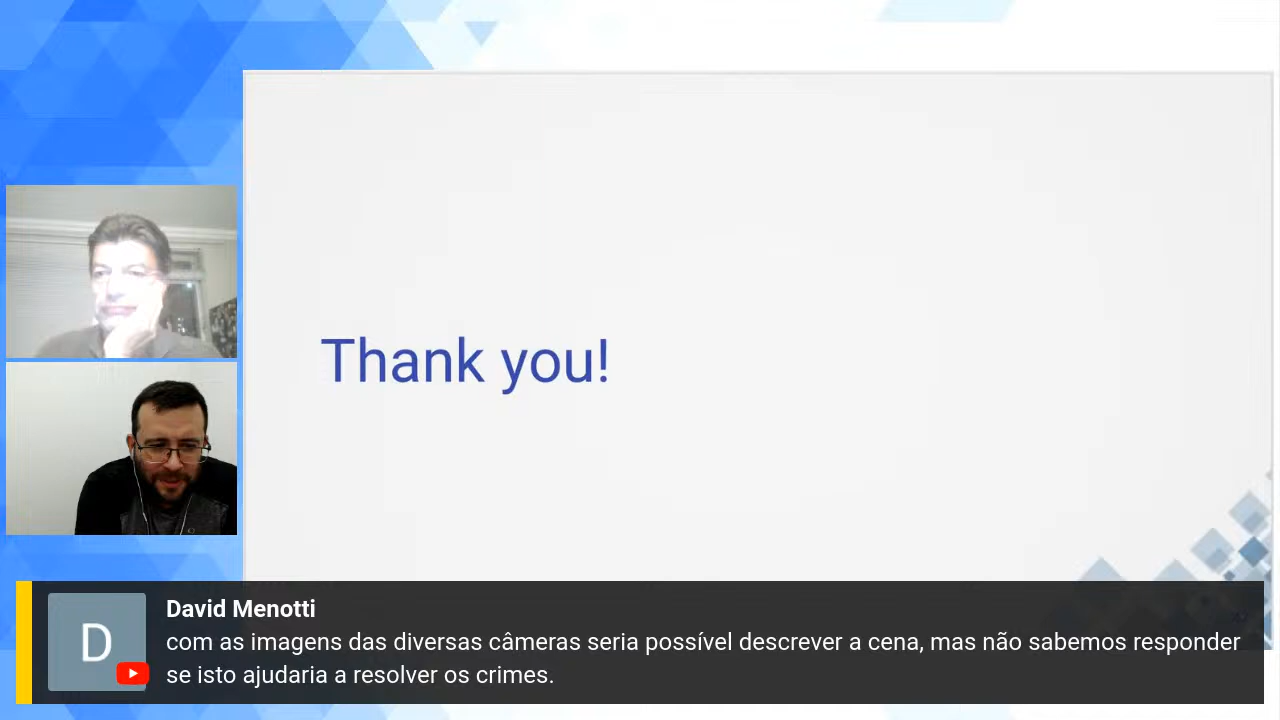 Thank you!
D
David Menotti
com as imagens das diversas câmeras seria possível descrever a cena, mas não sabemos responder
se isto ajudaria a resolver os crimes.